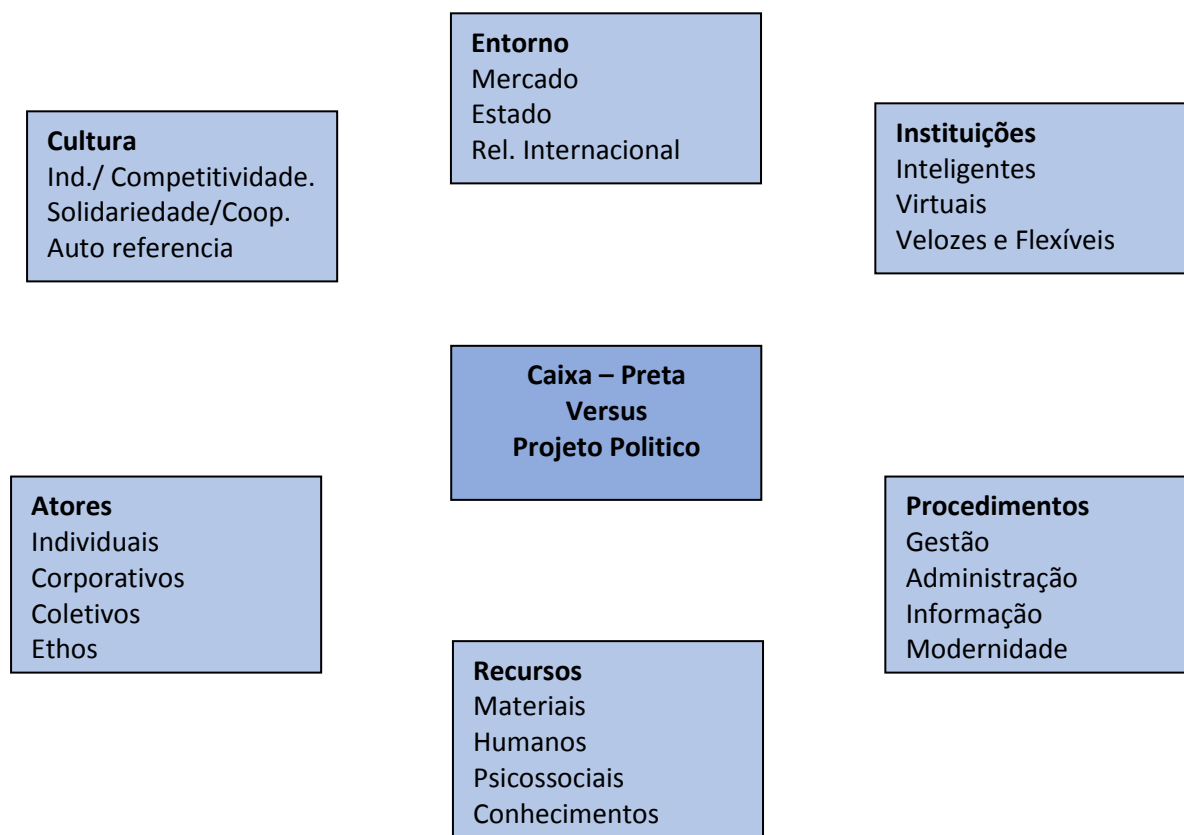 Entorno
Mercado
Estado
Rel. Internacional
Cultura
Ind./ Competitividade.
Solidariedade/Coop.
Auto referencia
Instituições
Inteligentes
Virtuais
Velozes e Flexíveis
Caixa – Preta
Versus
Projeto Politico
Atores
Individuais
Corporativos
Coletivos
Ethos
Procedimentos
Gestão
Administração
Informação
Modernidade
Recursos
Materiais
Humanos
Psicossociais
Conhecimentos